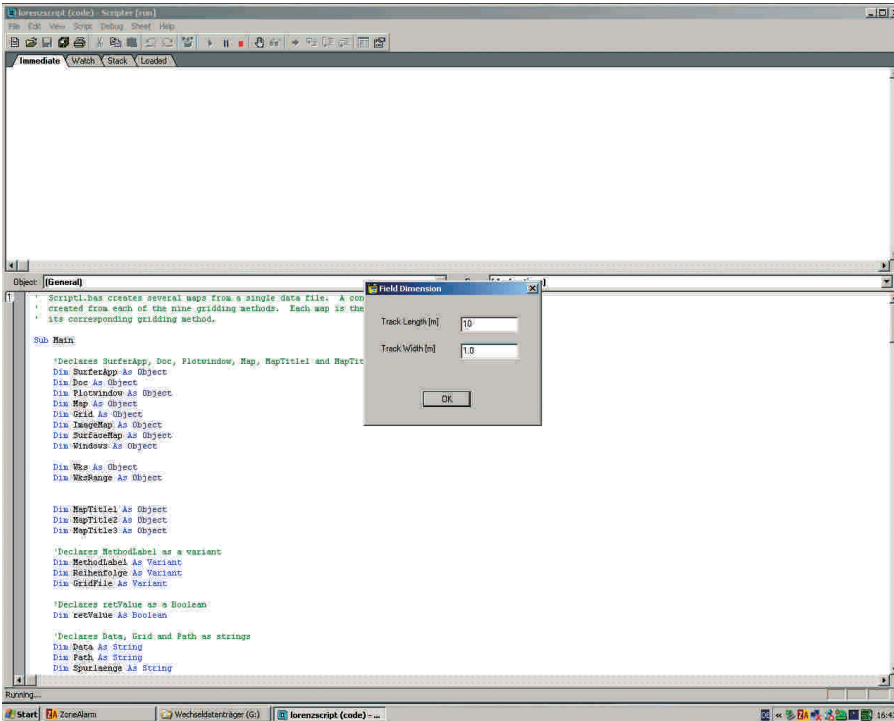 lorenzscript (code) - Scripter [run]
File Edit View Script Debug Sheet Help
Immediate Watch Stack Loaded
Object: (General)
Field Dimension
Track Length [m] 10
Track Width [m] 1.0
OK
1
' Script1.bas creates several maps from a single data file. A con
' created from each of the nine gridding methods. Each map is the
' its corresponding gridding method.
Sub Main
'Declares SurferApp, Doc, Plotwindow, Map, MapTitle1 and MapTit
Dim SurferApp As Object
Dim Doc As Object
Dim Plotwindow As Object
Dim Map As Object
Dim Grid As Object
Dim ImageMap As Object
Dim SurfaceMap As Object
Dim Windows As Object
Dim Wks As Object
Dim WksRange As Object
Dim MapTitle1 As Object
Dim MapTitle2 As Object
Dim MapTitle3 As Object
'Declares MethodLabel as a variant
Dim MethodLabel As Variant
Dim Reihenfolge As Variant
Dim GridFile As Variant
'Declares retValue as a Boolean
Dim retValue As Boolean
'Declares Data, Grid and Path as strings
Dim Data As String
Dim Path As String
Dim Spurlaenge As String
Running...
Start ZoneAlarm Wechseldatenträger (G:) lorenzscript (code) - ... 16:4